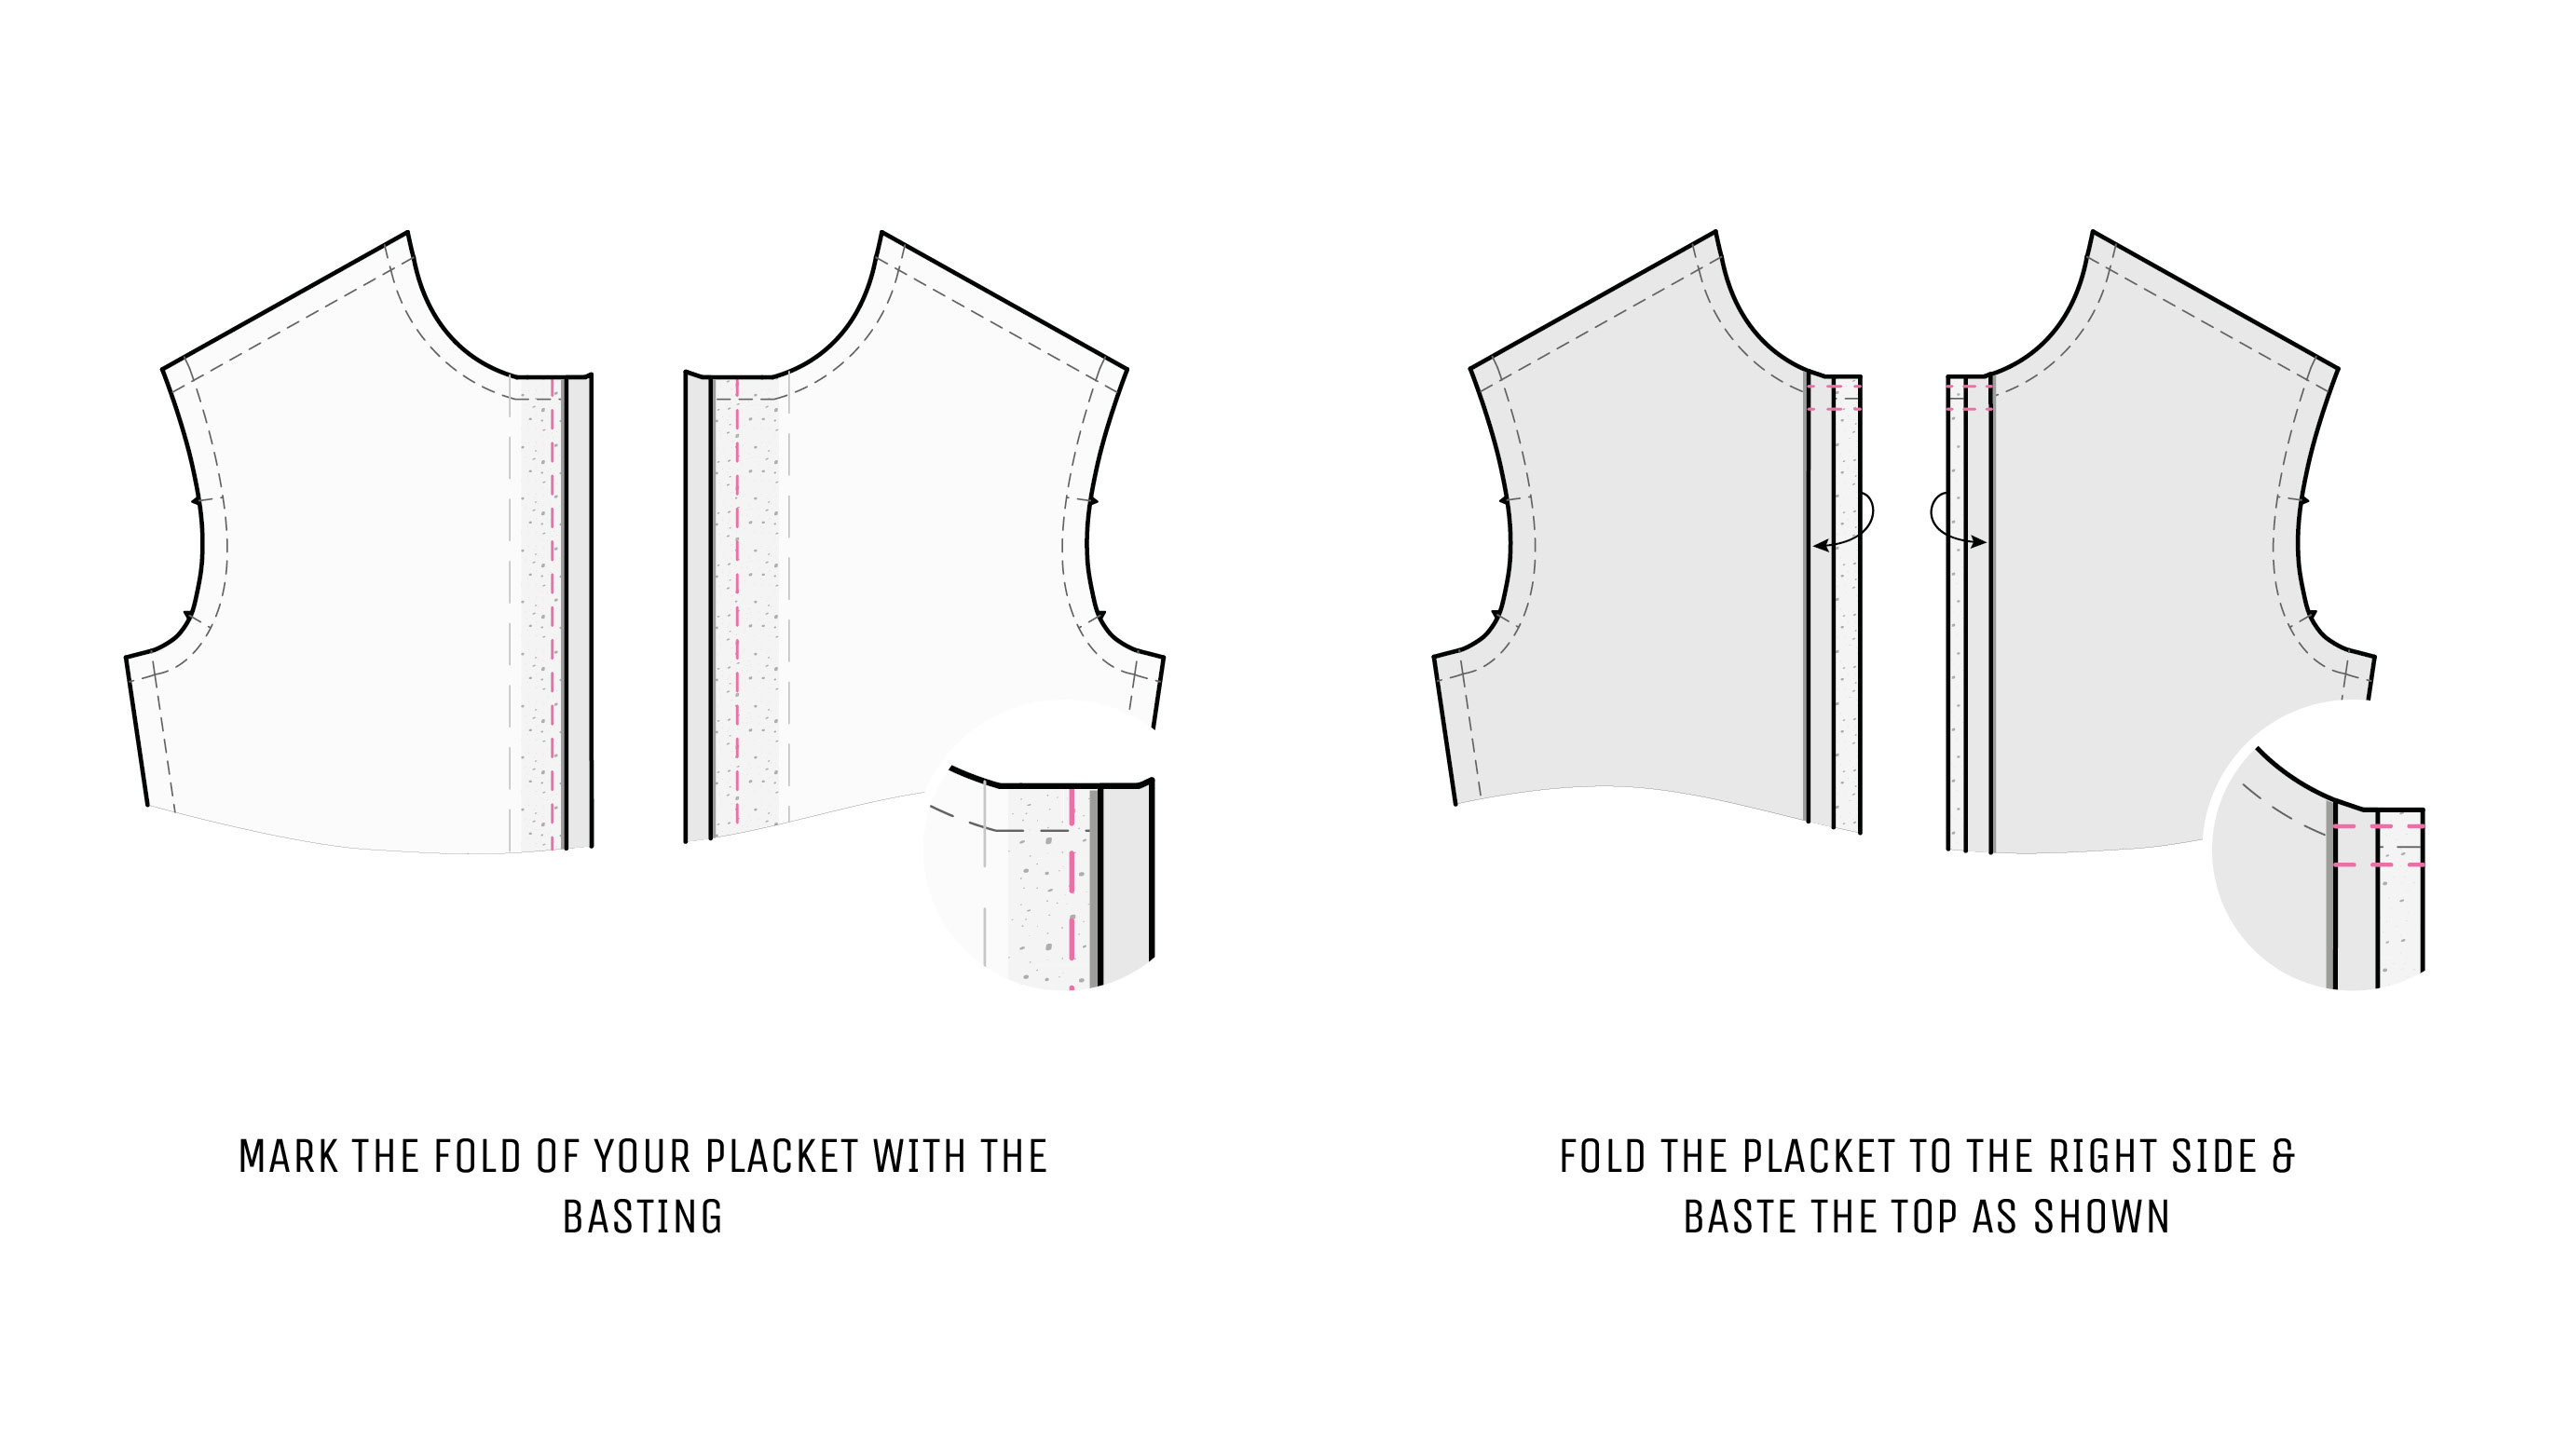 MARK THE FOLD OF YOUR PLACKET WITH THE
BASTING
FOLD THE PLACKET TO THE RIGHT SIDE &
BASTE THE TOP AS SHOWN